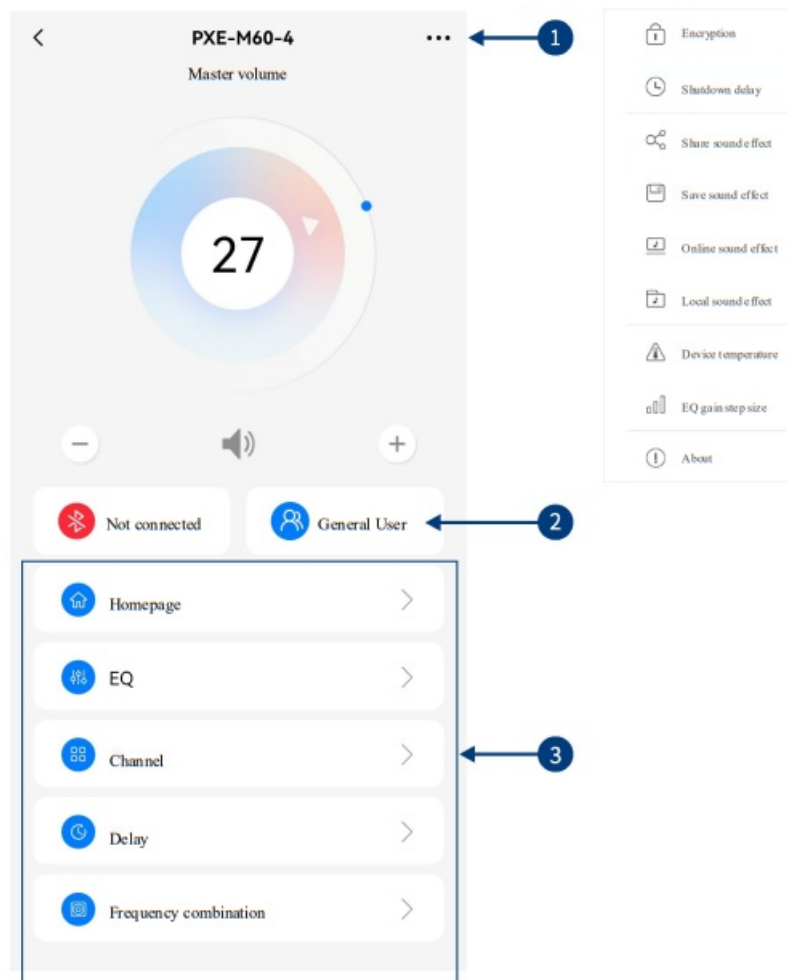 PXE-M60-4
1
Master volume
27
Not connected
General User
2
Homepage
EQ
Channel
3
Delay
Frequency combination
Encryption
Shutdown delay
Share sound effect
Save sound effect
Online sound effect
Local sound effect
Device temperature
EQ gain step size
About